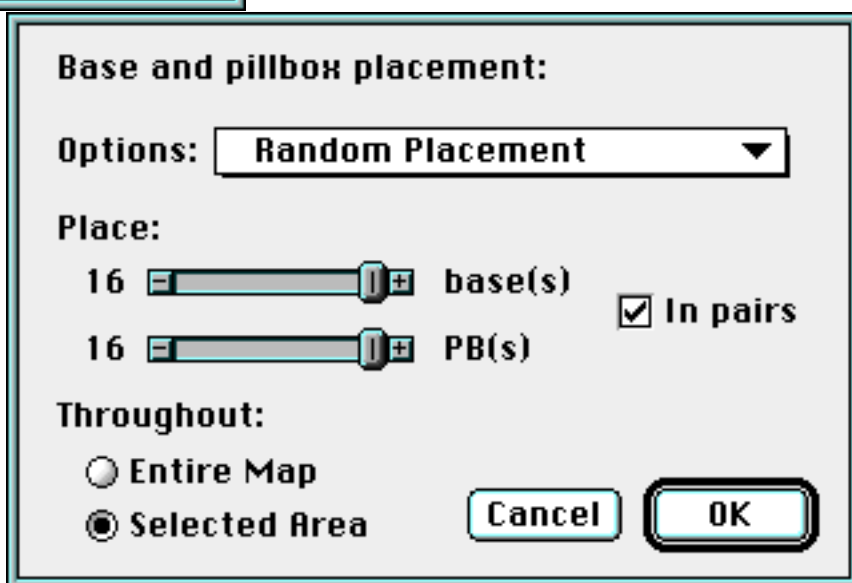 Base and pillbox placement:
Options: Random Placement
Place:
16 base(s)
In pairs
16 PB(s)
Throughout:
Entire Map
Selected Area
Cancel OK